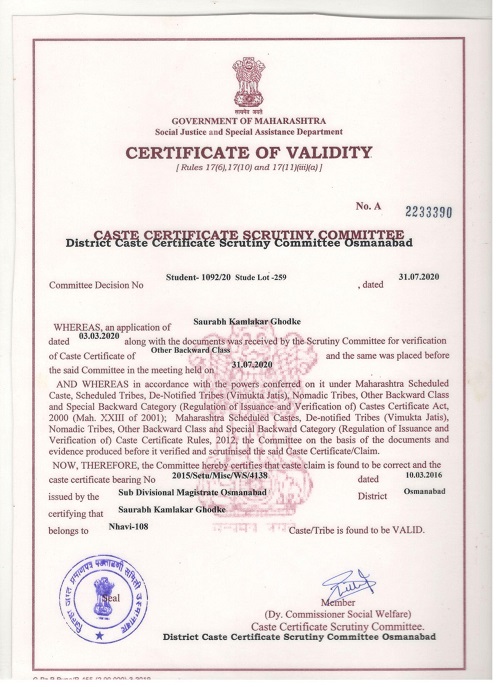 सत्यमेव जयते
GOVERNMENT OF MAHARASHTRA
Social Justice and Special Assistance Department
CERTIFICATE OF VALIDITY
[ Rules 17(6),17(10) and 17(11)(iii)(a) ]
No. A 2233390
CASTE CERTIFICATE SCRUTINY COMMITTEE
District Caste Certificate Scrutiny Committee Osmanabad
Committee Decision No Student- 1092/20 Stude Lot -259 , dated 31.07.2020
WHEREAS, an application of Saurabh Kamlakar Ghodke
dated 03.03.2020 along with the documents was received by the Scrutiny Committee for verification
of Caste Certificate of Other Backward Class and the same was placed before
the said Committee in the meeting held on 31.07.2020
AND WHEREAS in accordance with the powers conferred on it under Maharashtra Scheduled
Caste, Scheduled Tribes, De-Notified Tribes (Vimukta Jatis), Nomadic Tribes, Other Backward Class
and Special Backward Category (Regulation of Issuance and Verification of) Castes Certificate Act,
2000 (Mah. XXIII of 2001); Maharashtra Scheduled Castes, De-notified Tribes (Vimukta Jatis),
Nomadic Tribes, Other Backward Class and Special Backward Category (Regulation of Issuance and
Verification of) Caste Certificate Rules, 2012, the Committee on the basis of the documents and
evidence produced before it verified and scrutinised the said Caste Certificate/Claim.
NOW, THEREFORE, the Committee hereby certifies that caste claim is found to be correct and the
caste certificate bearing No 2015/Setu/Misc/WS/4138 dated 10.03.2016
issued by the Sub Divisional Magistrate Osmanabad District Osmanabad
certifying that Saurabh Kamlakar Ghodke
belongs to Nhavi-108 Caste/Tribe is found to be VALID.
Seal
Member
(Dy. Commissioner Social Welfare)
Caste Certificate Scrutiny Committee.
District Caste Certificate Scrutiny Committee Osmanabad